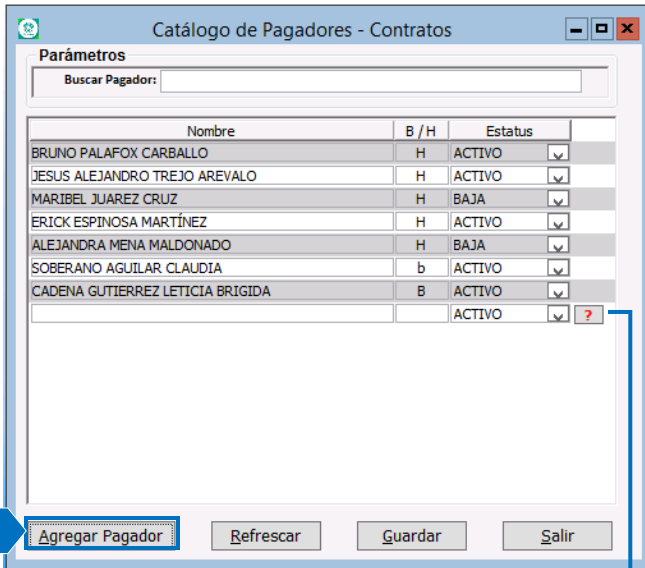 Catálogo de Pagadores - Contratos
Parámetros
Buscar Pagador:
Nombre B / H Estatus
BRUNO PALAFOX CARBALLO H ACTIVO
JESUS ALEJANDRO TREJO AREVALO H ACTIVO
MARIBEL JUAREZ CRUZ H BAJA
ERICK ESPINOSA MARTÍNEZ H ACTIVO
ALEJANDRA MENA MALDONADO H BAJA
SOBERANO AGUILAR CLAUDIA b ACTIVO
CADENA GUTIERREZ LETICIA BRIGIDA B ACTIVO
ACTIVO ?
Agregar Pagador Refrescar Guardar Salir